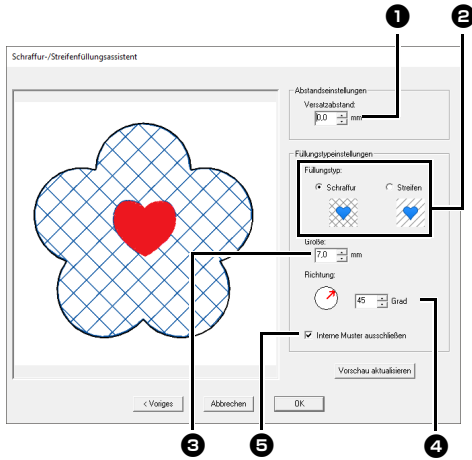 1
2
Schraffur-/Streifenfüllungsassistent
Abstandseinstellungen
Versatzabstand:
0,0 mm
Füllungstypeinstellungen
Füllungstyp:
Schraffur Streifen
Größe:
7,0 mm
Richtung:
45 Grad
Interne Muster ausschließen
Vorschau aktualisieren
< Voriges Abbrechen OK
3
5
4